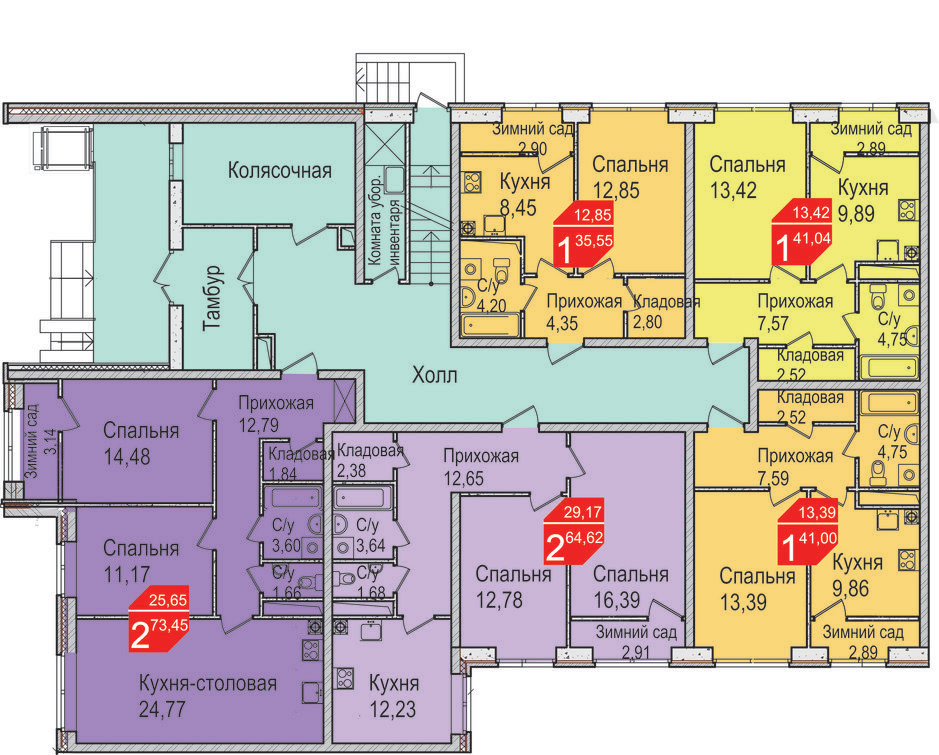 Колясочная
Тамбур
Комната убор.
инвентаря
Холл
Зимний сад
2.90
Кухня
8.45
Спальня
12.85
12.85
1 35,55
С/у
4.20
Прихожая
4.35
Кладовая
2.80
Спальня
13.42
Зимний сад
2.89
Кухня
9.89
13.42
1 41,04
Прихожая
7.57
С/у
4,75
Кладовая
2.52
Кладовая
2.52
Прихожая
7.59
С/у
4,75
13.39
1 41,00
Спальня
13.39
Кухня
9.86
Зимний сад
2.89
Зимний сад
3.14
Спальня
14.48
Прихожая
12.79
Кладовая
1.84
Спальня
11.17
С/у
3,60
С/у
1.66
25.65
2 73,45
Кухня-столовая
24.77
Кладовая
2.38
Прихожая
12.65
С/у
3,64
С/у
1.68
29.17
2 64,62
Спальня
12.78
Спальня
16.39
Зимний сад
2.91
Кухня
12.23